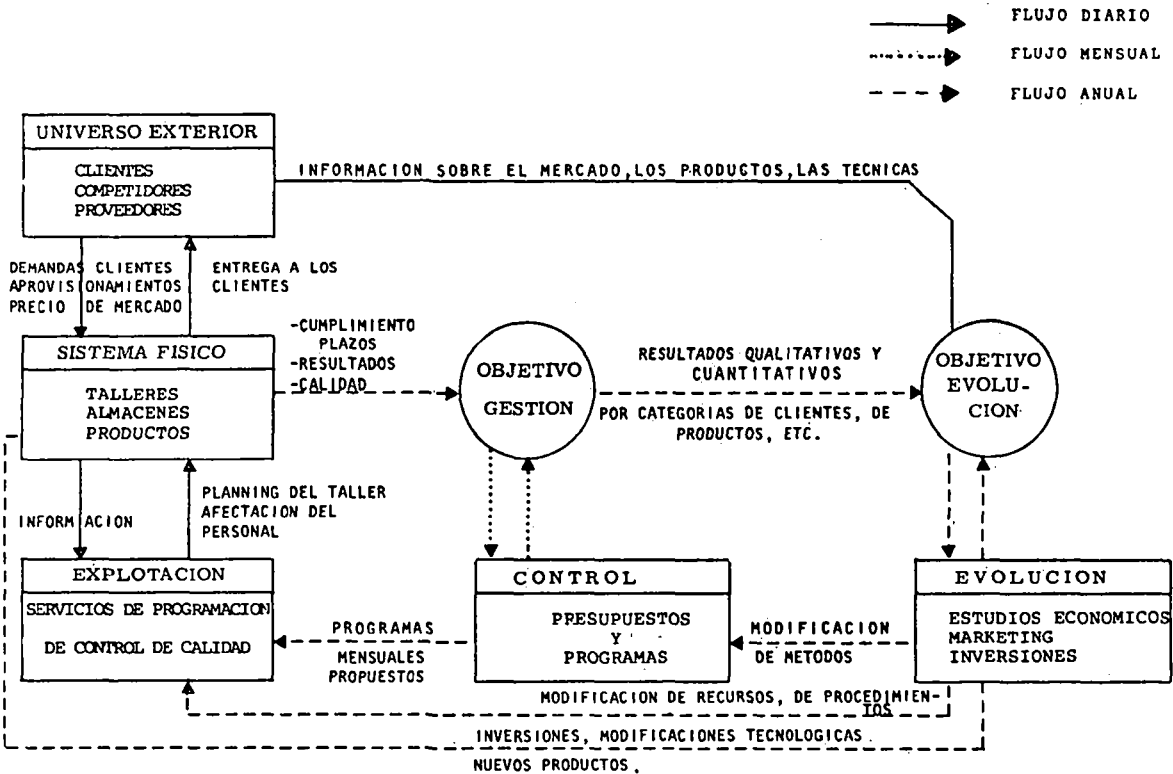 FLUJO DIARIO
FLUJO MENSUAL
FLUJO ANUAL
UNIVERSO EXTERIOR
CLIENTES
COMPETIDORES
PROVEEDORES
INFORMACION SOBRE EL MERCADO,LOS PRODUCTOS,LAS TECNICAS
DEMANDAS CLIENTES
APROVISIONAMIENTOS
PRECIO DE MERCADO
ENTREGA A LOS
CLIENTES
SISTEMA FISICO
TALLERES
ALMACENES
PRODUCTOS
-CUMPLIMIENTO
PLAZOS
-RESULTADOS
-CALIDAD
OBJETIVO
GESTION
RESULTADOS QUALITATIVOS Y
CUANTITATIVOS
POR CATEGORIAS DE CLIENTES, DE
PRODUCTOS, ETC.
OBJETIVO
EVOLU-
CION
INFORMACION
PLANNING DEL TALLER
AFECTACION DEL
PERSONAL
EXPLOTACION
SERVICIOS DE PROGRAMACION
DE CONTROL DE CALIDAD
PROGRAMAS
MENSUALES
PROPUESTOS
CONTROL
PRESUPUESTOS
Y
PROGRAMAS
MODIFICACION
DE METODOS
EVOLUCION
ESTUDIOS ECONOMICOS
MARKETING
INVERSIONES
MODIFICACION DE RECURSOS, DE PROCEDIMIEN-
TOS
INVERSIONES, MODIFICACIONES TECNOLOGICAS.
NUEVOS PRODUCTOS.